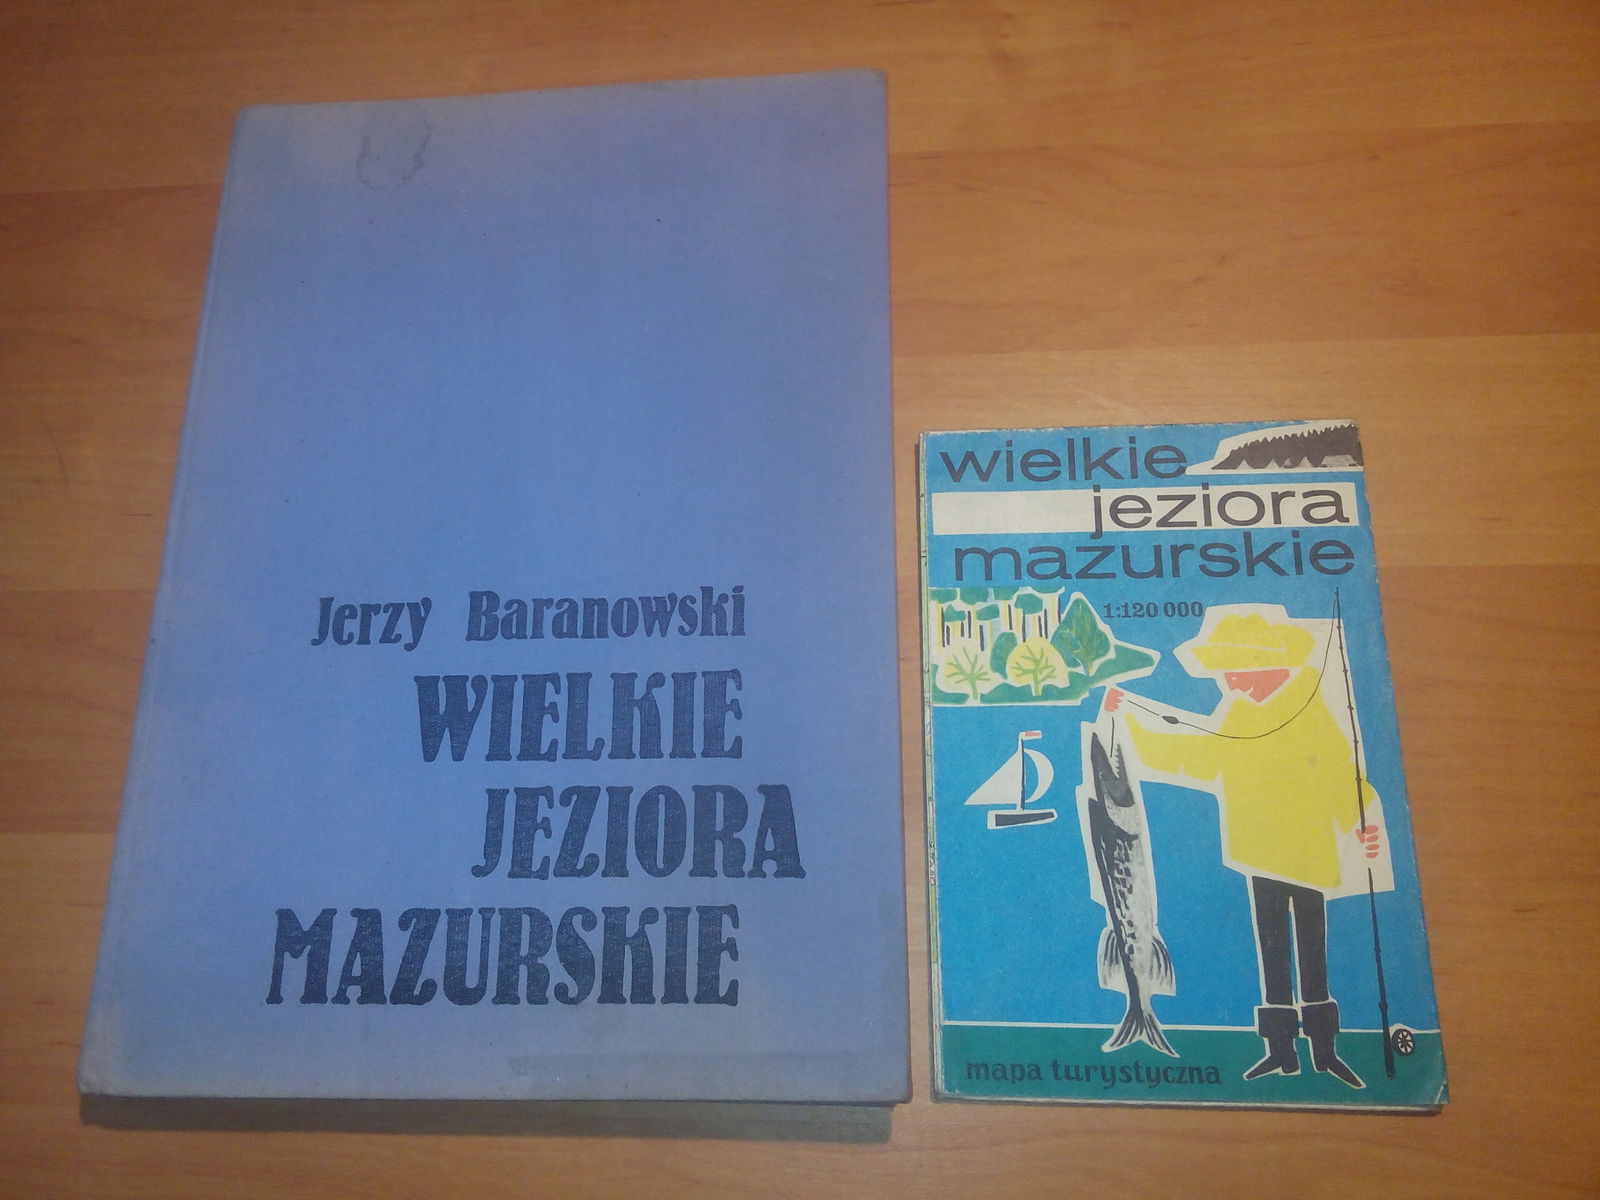 Jerzy Baranowski
WIELKIE
JEZIORA
MAZURSKIE
wielkie
jeziora
mazurskie
1:120 000
mapa turystyczna